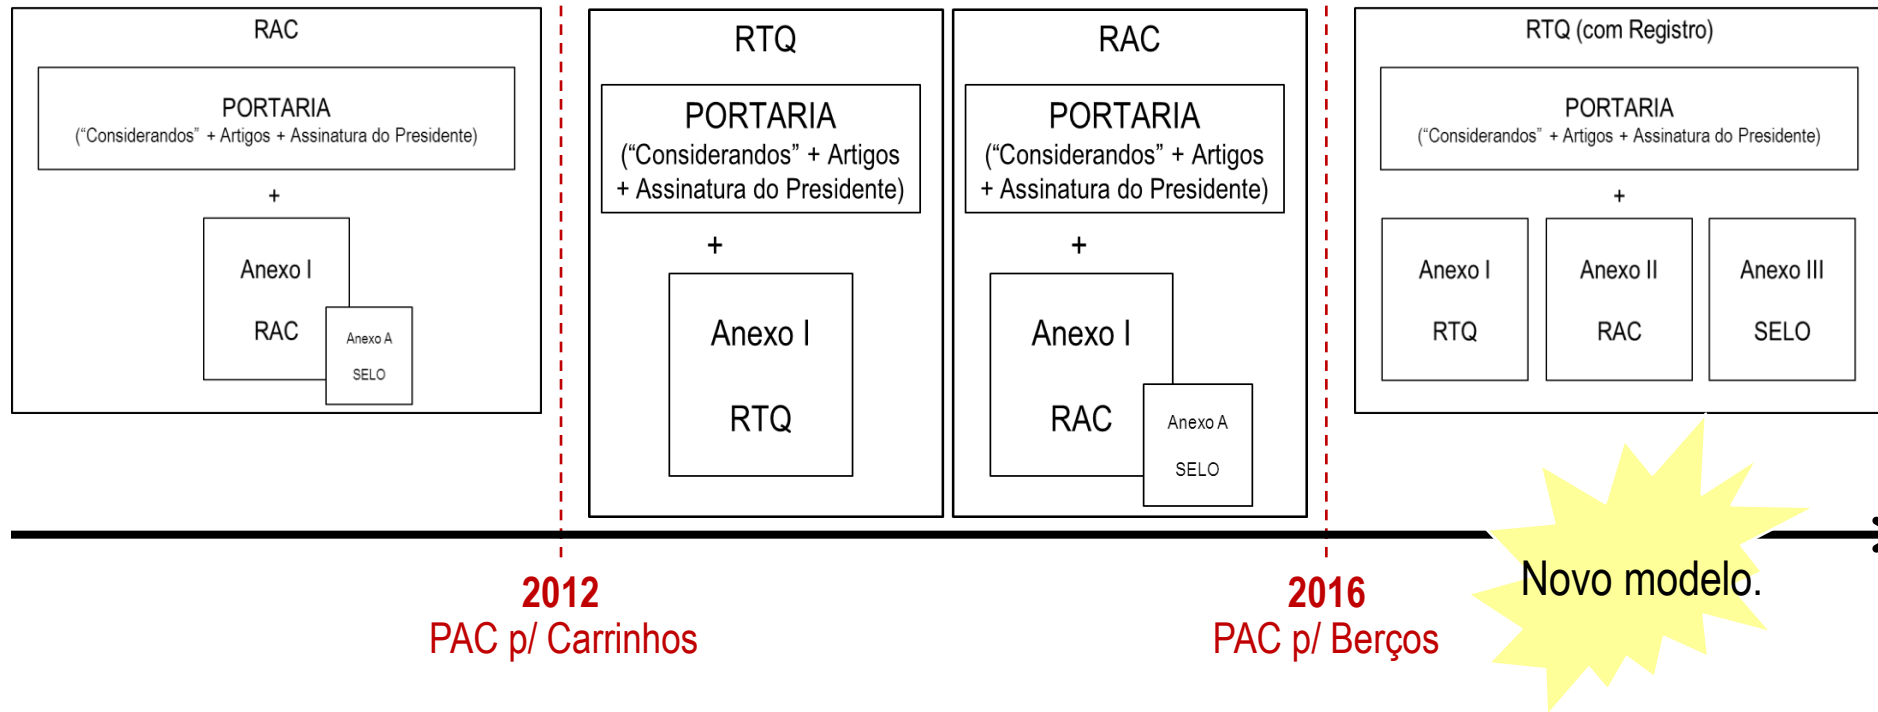 RAC
PORTARIA
(“Considerandos” + Artigos + Assinatura do Presidente)
+
Anexo I
RAC
Anexo A
SELO
RTQ
PORTARIA
(“Considerandos” + Artigos
+ Assinatura do Presidente)
+
Anexo I
RTQ
RAC
PORTARIA
(“Considerandos” + Artigos
+ Assinatura do Presidente)
+
Anexo I
RAC
Anexo A
SELO
RTQ (com Registro)
PORTARIA
(“Considerandos” + Artigos + Assinatura do Presidente)
+
Anexo I
RTQ
Anexo II
RAC
Anexo III
SELO
2012
PAC p/ Carrinhos
2016
PAC p/ Berços
Novo modelo.